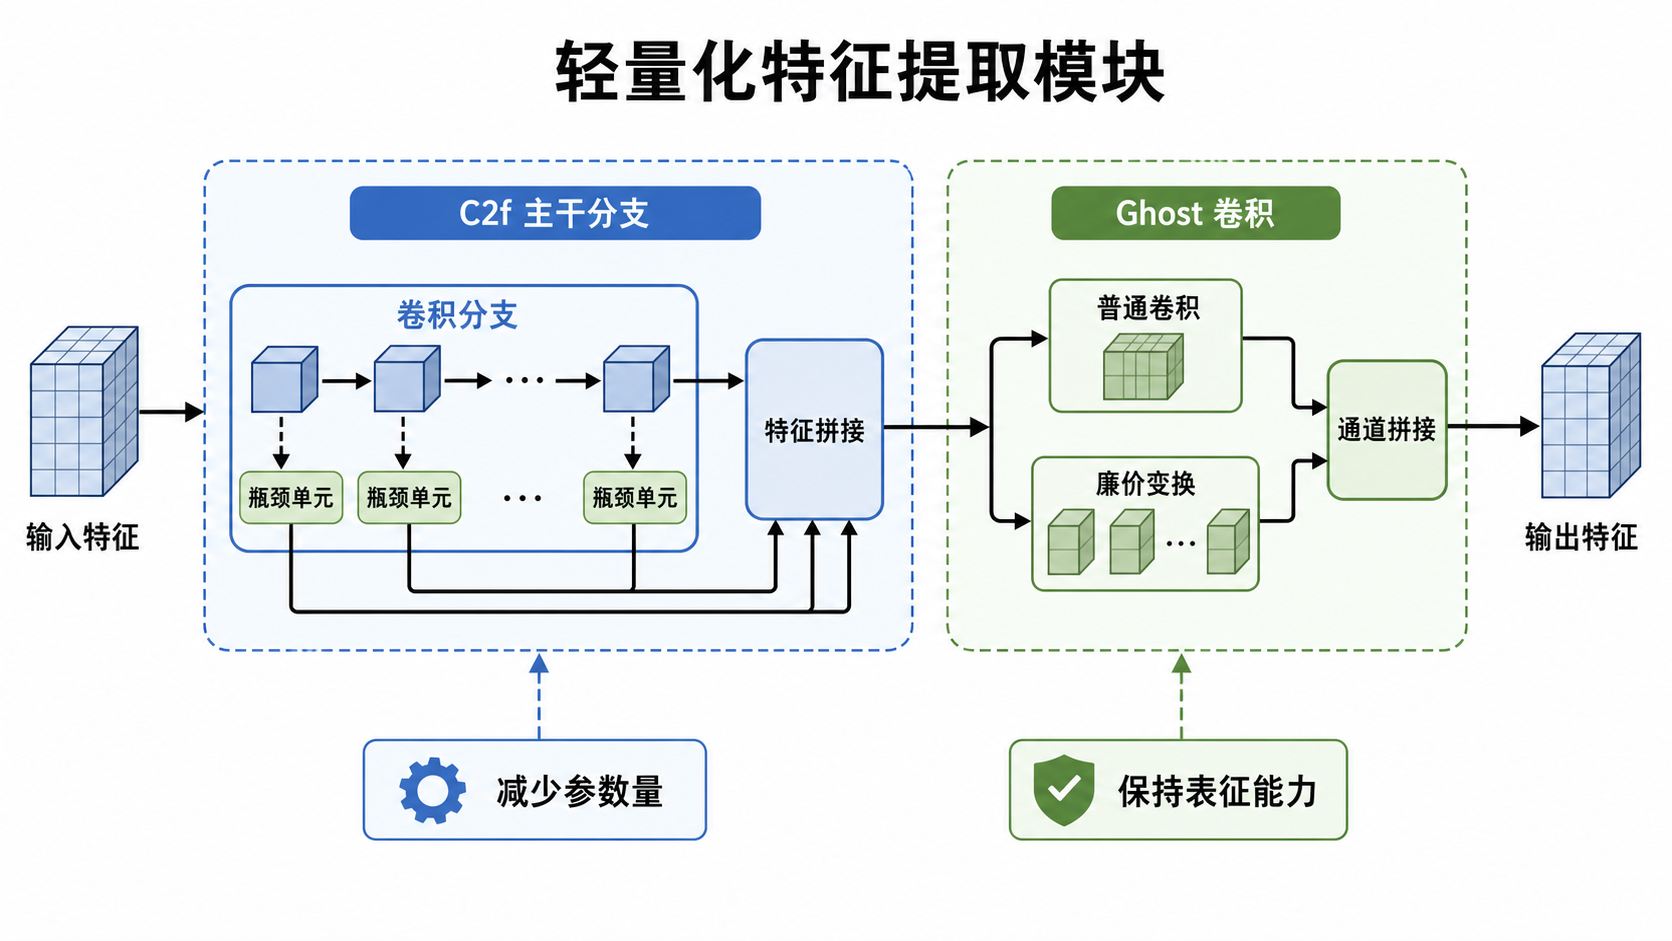 轻量化特征提取模块
C2f 主干分支
Ghost 卷积
卷积分支
普通卷积
特征拼接
通道拼接
廉价变换
瓶颈单元
瓶颈单元
...
瓶颈单元
输入特征
输出特征
减少参数量
保持表征能力